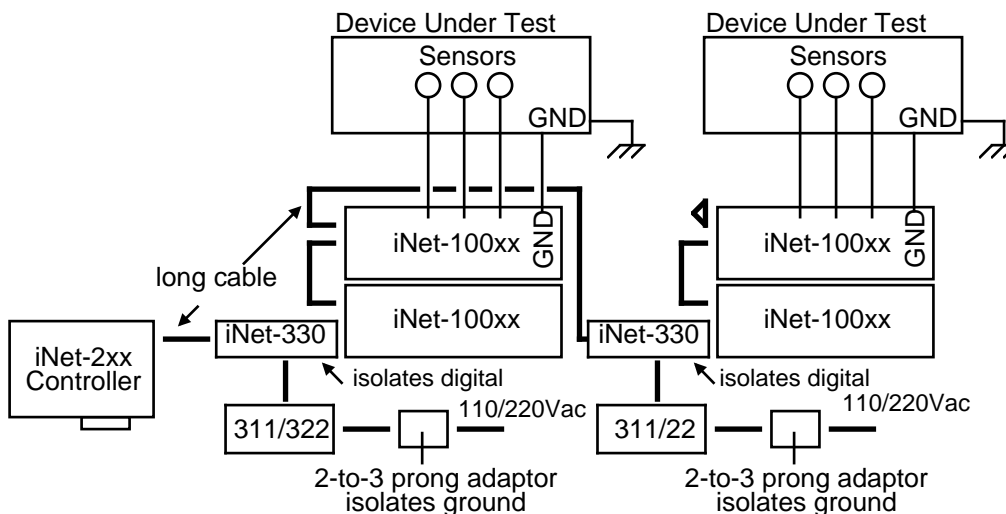 Device Under Test
Sensors
GND
iNet-100xx
GND
iNet-100xx
long cable
iNet-2xx
Controller
iNet-330
isolates digital
311/322
110/220Vac
2-to-3 prong adaptor
isolates ground
Device Under Test
Sensors
GND
iNet-100xx
GND
iNet-100xx
iNet-330
isolates digital
311/22
110/220Vac
2-to-3 prong adaptor
isolates ground